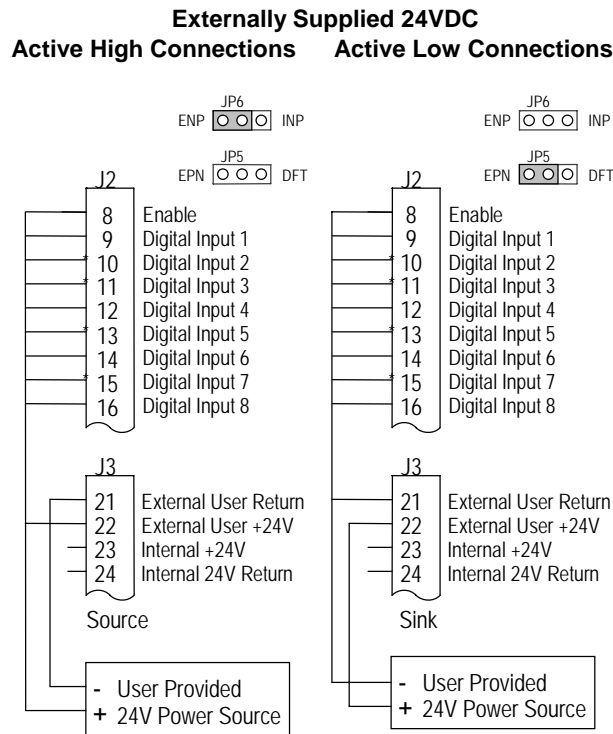 Externally Supplied 24VDC
Active High Connections
JP6
ENP INP
JP5
EPN DFT
J2
8 Enable
9 Digital Input 1
*10 Digital Input 2
*11 Digital Input 3
12 Digital Input 4
*13 Digital Input 5
14 Digital Input 6
*15 Digital Input 7
16 Digital Input 8
J3
21 External User Return
22 External User +24V
23 Internal +24V
24 Internal 24V Return
Source
- User Provided
+ 24V Power Source
Active Low Connections
JP6
ENP INP
JP5
EPN DFT
J2
8 Enable
9 Digital Input 1
*10 Digital Input 2
*11 Digital Input 3
12 Digital Input 4
*13 Digital Input 5
14 Digital Input 6
*15 Digital Input 7
16 Digital Input 8
J3
21 External User Return
22 External User +24V
23 Internal +24V
24 Internal 24V Return
Sink
- User Provided
+ 24V Power Source